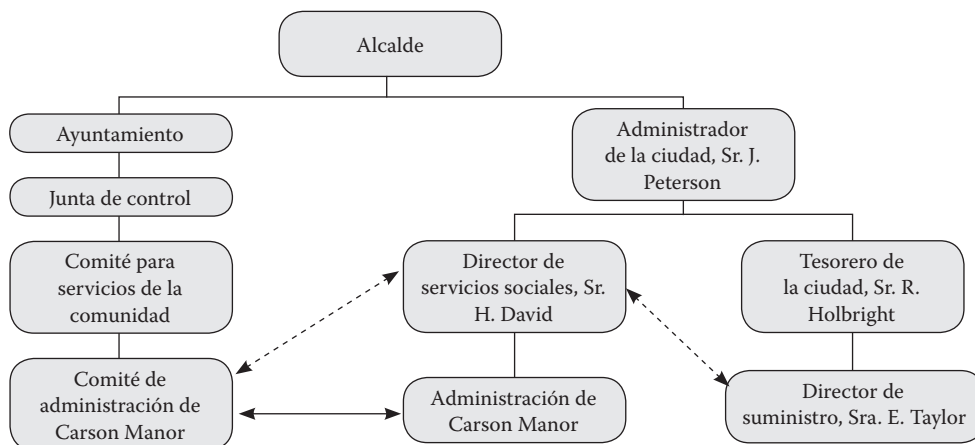 Alcalde
Ayuntamiento
Administrador
de la ciudad, Sr. J.
Peterson
Junta de control
Comité para
servicios de la
comunidad
Director de
servicios sociales, Sr.
H. David
Tesorero de
la ciudad, Sr. R.
Holbright
Comité de
administración de
Carson Manor
Administración de
Carson Manor
Director de
suministro, Sra. E. Taylor